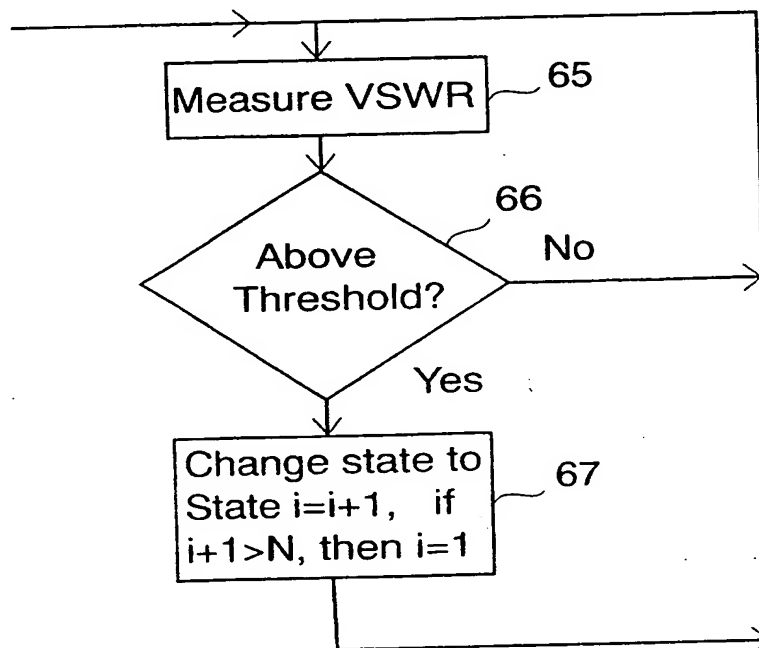 Measure VSWR
65
66
Above
Threshold?
No
Yes
Change state to
State i=i+1, if
i+1>N, then i=1
67